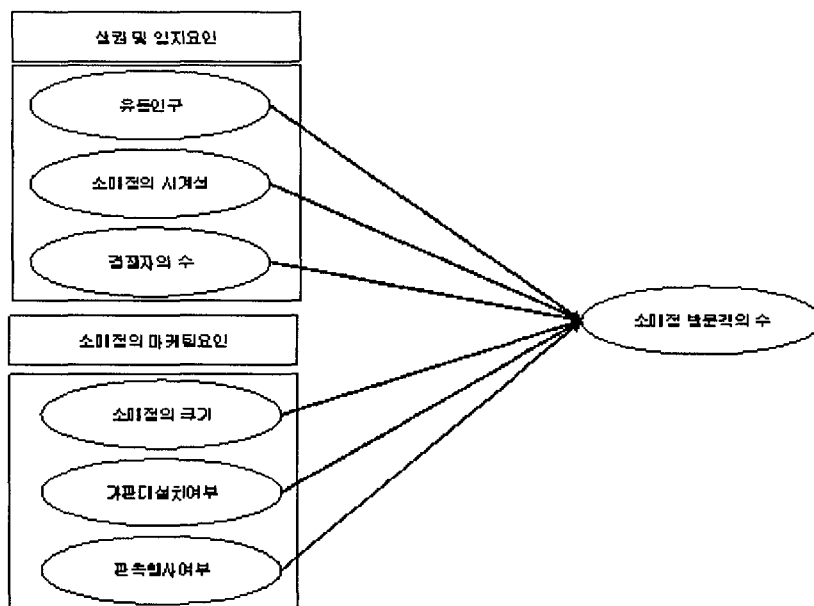 상권 및 입지요인
유동인구
소매점의 시계성
경쟁자의 수
소매점 방문객의 수
소매점의 마케팅요인
소매점의 크기
가판대설치여부
판촉행사여부